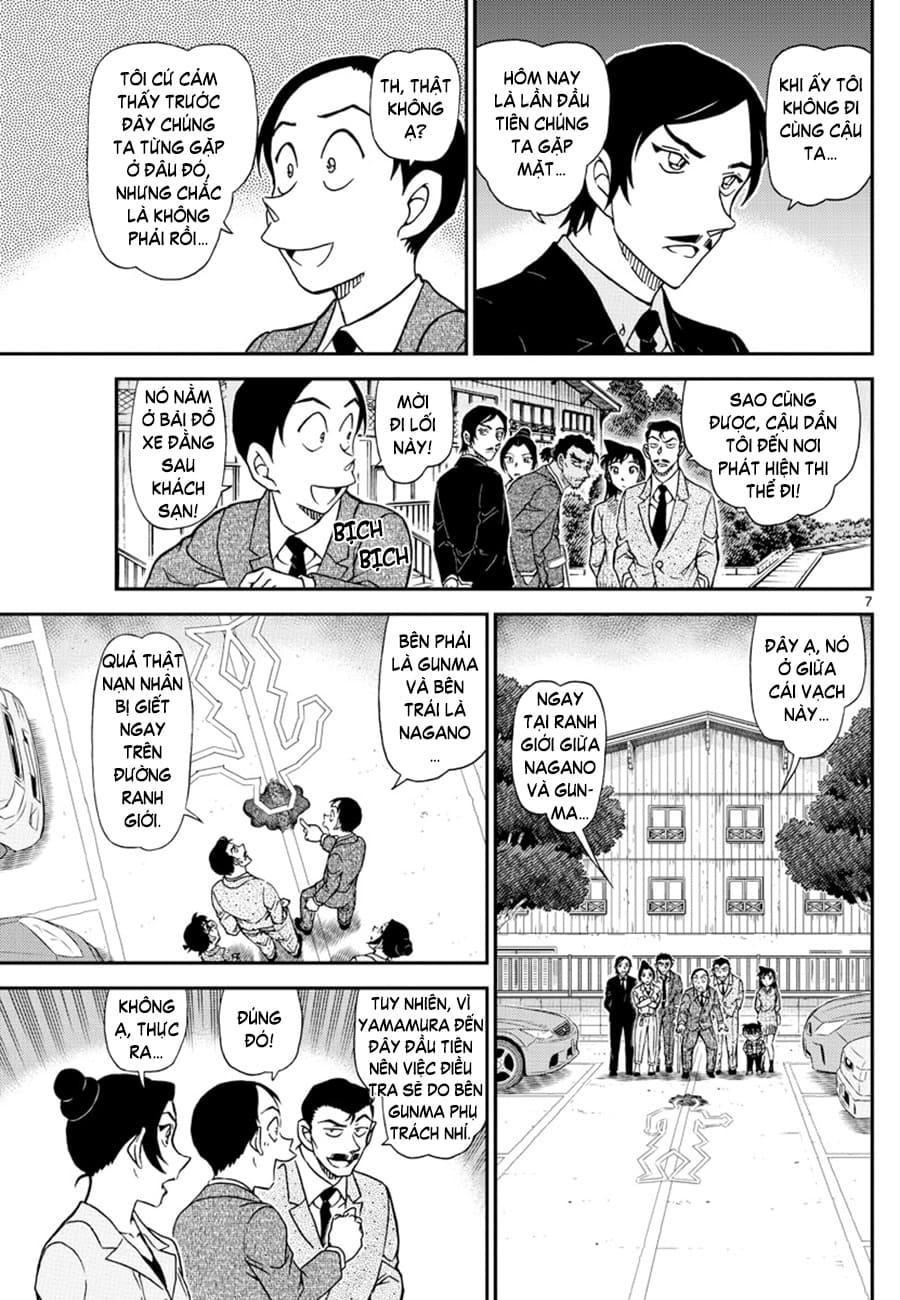 KHI ẤY TÔI
KHÔNG ĐI
CÙNG CẬU
TA...
HÔM NAY
LÀ LẦN ĐẦU
TIÊN CHÚNG
TA GẶP
MẶT...
TH, THẬT
KHÔNG
Ạ?
TÔI CỨ CẢM
THẤY TRƯỚC
ĐÂY CHÚNG
TA TỪNG GẶP
Ở ĐÂU ĐÓ,
NHƯNG CHẮC
LÀ KHÔNG
PHẢI RỒI...
SAO CŨNG
ĐƯỢC, CẬU DẪN
TÔI ĐẾN NƠI
PHÁT HIỆN THI
THỂ ĐI!
MỜI
ĐI LỐI
NÀY!
NÓ NẰM
Ở BÃI ĐỖ
XE ĐẰNG
SAU
KHÁCH
SẠN!
BỊCH
BỊCH
7
ĐÂY Ạ, NÓ
Ở GIỮA
CÁI VẠCH
NÀY...
NGAY
TẠI RANH
GIỚI GIỮA
NAGANO
VÀ GUN-
MA...
BÊN PHẢI
LÀ GUNMA
VÀ BÊN
TRÁI LÀ
NAGANO
...
QUẢ THẬT
NẠN NHÂN
BỊ GIẾT
NGAY
TRÊN
ĐƯỜNG
RANH
GIỚI.
TUY NHIÊN, VÌ
YAMAMURA ĐẾN
ĐÂY ĐẦU TIÊN
NÊN VIỆC ĐIỀU
TRA SẼ DO BÊN
GUNMA PHỤ
TRÁCH NHỈ.
ĐÚNG
ĐÓ!
KHÔNG
Ạ, THỰC
RA...